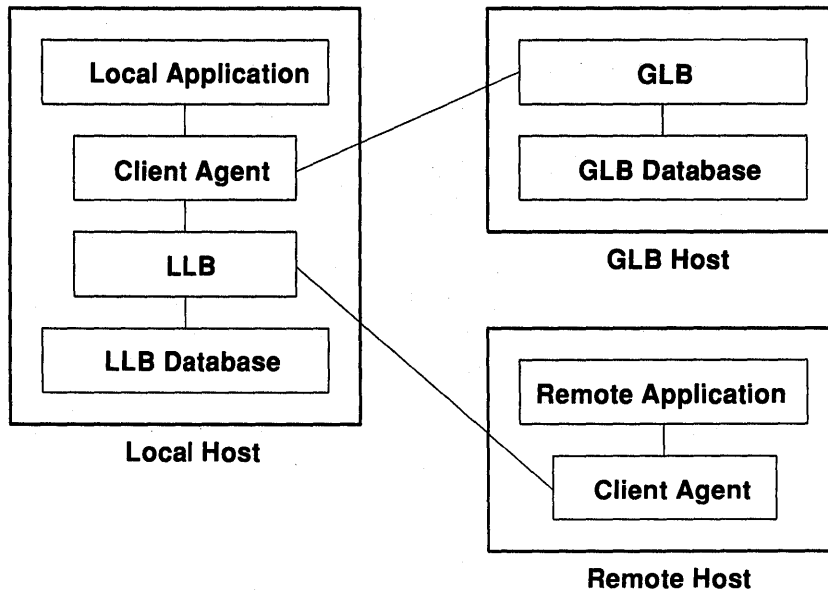 Local Application
Client Agent
LLB
LLB Database
Local Host
GLB
GLB Database
GLB Host
Remote Application
Client Agent
Remote Host